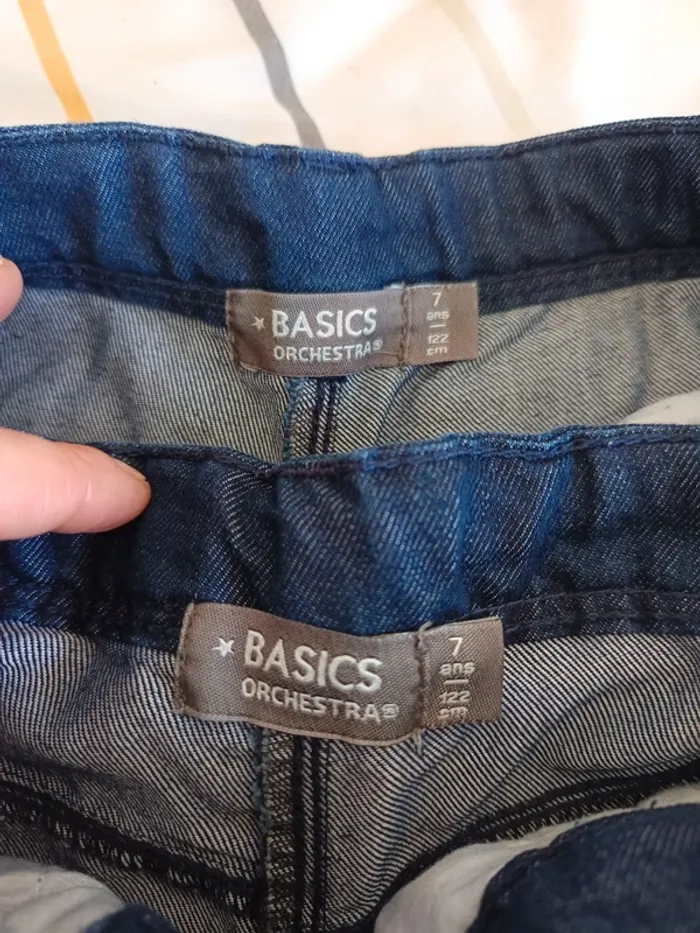 BASICS
ORCHESTRA®
7
ans
122
cm
BASICS
ORCHESTRA®
7
ans
122
cm